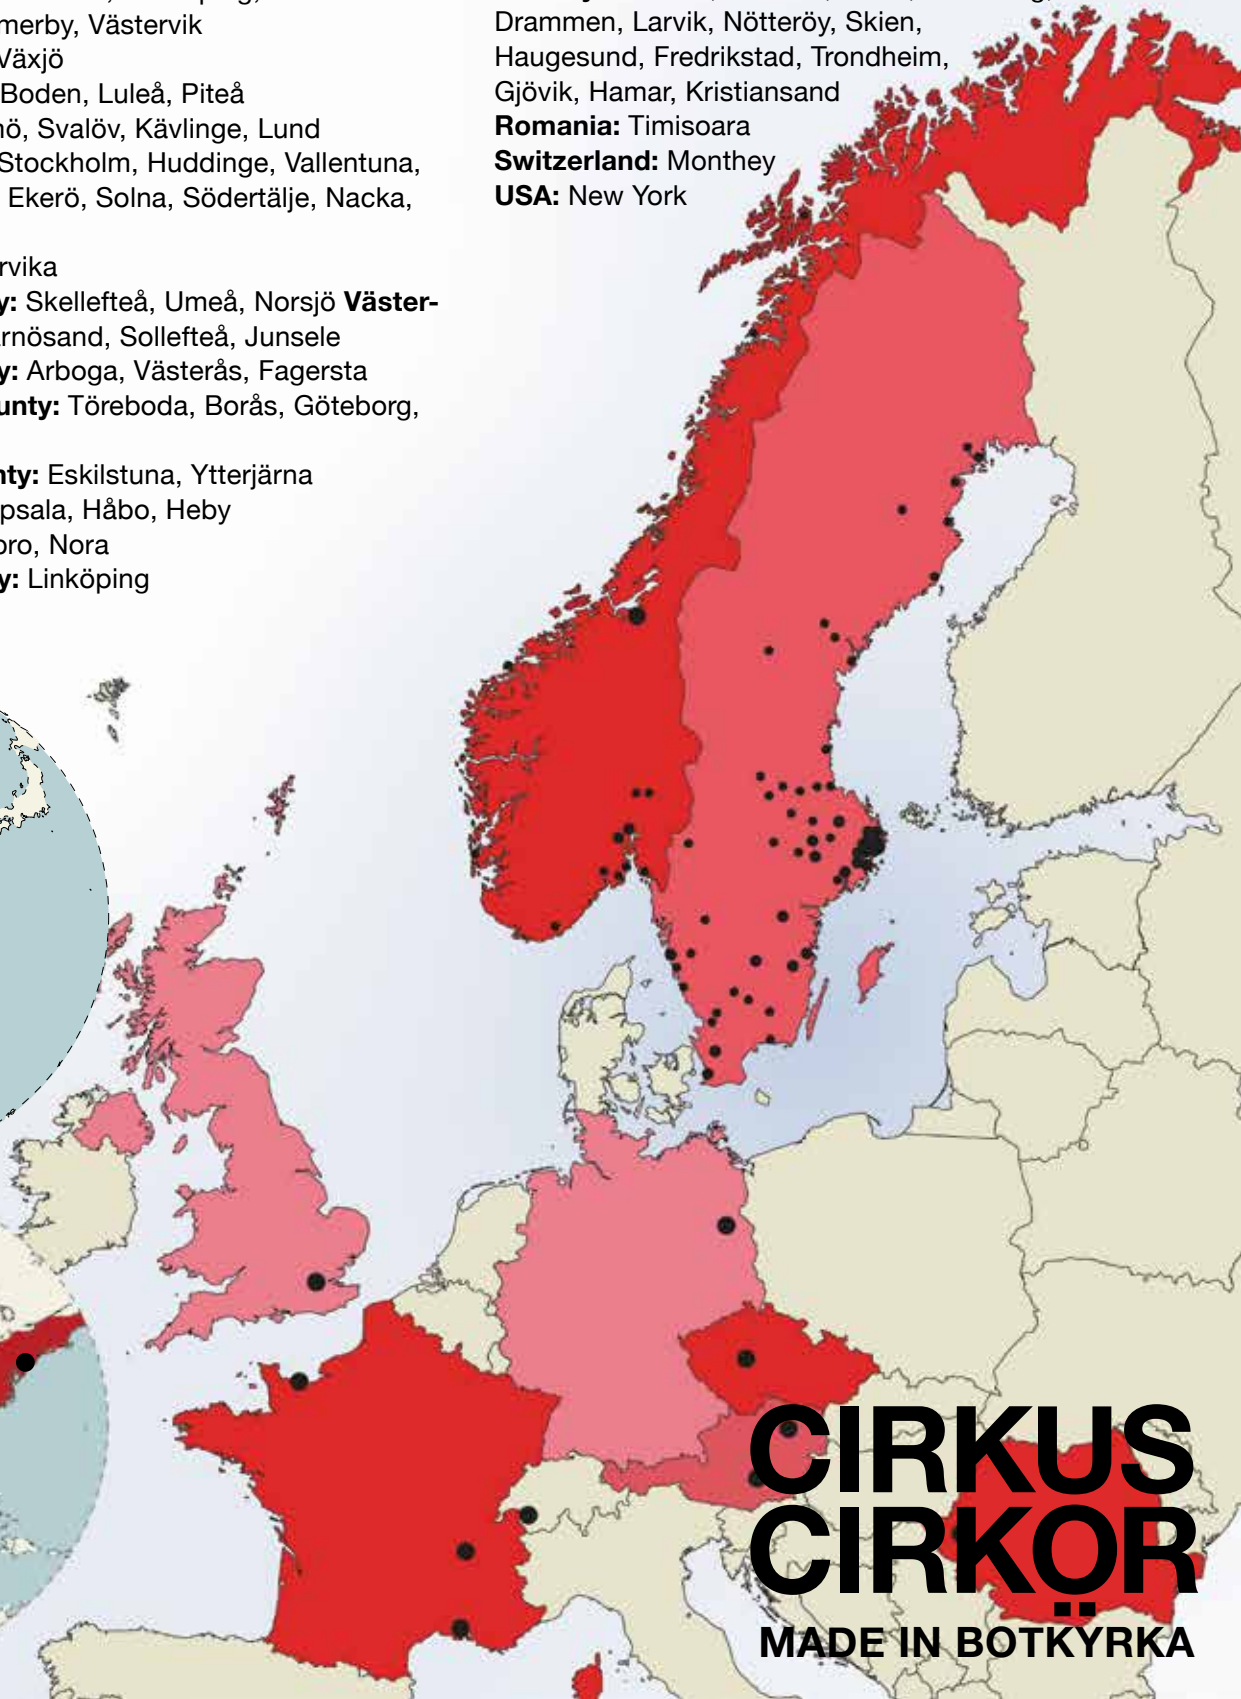 merby, Västervik
Växjö
Boden, Luleå, Piteå
ö, Svalöv, Kävlinge, Lund
Stockholm, Huddinge, Vallentuna,
Ekerö, Solna, Södertälje, Nacka,
rvika
y: Skellefteå, Umeå, Norsjö Väster-
rnösand, Sollefteå, Junsele
y: Arboga, Västerås, Fagersta
unty: Töreboda, Borås, Göteborg,
nty: Eskilstuna, Ytterjärna
psala, Håbo, Heby
bro, Nora
y: Linköping
Drammen, Larvik, Nötteröy, Skien,
Haugesund, Fredrikstad, Trondheim,
Gjövik, Hamar, Kristiansand
Romania: Timisoara
Switzerland: Monthey
USA: New York
CIRKUS
CIRKÖR
MADE IN BOTKYRKA